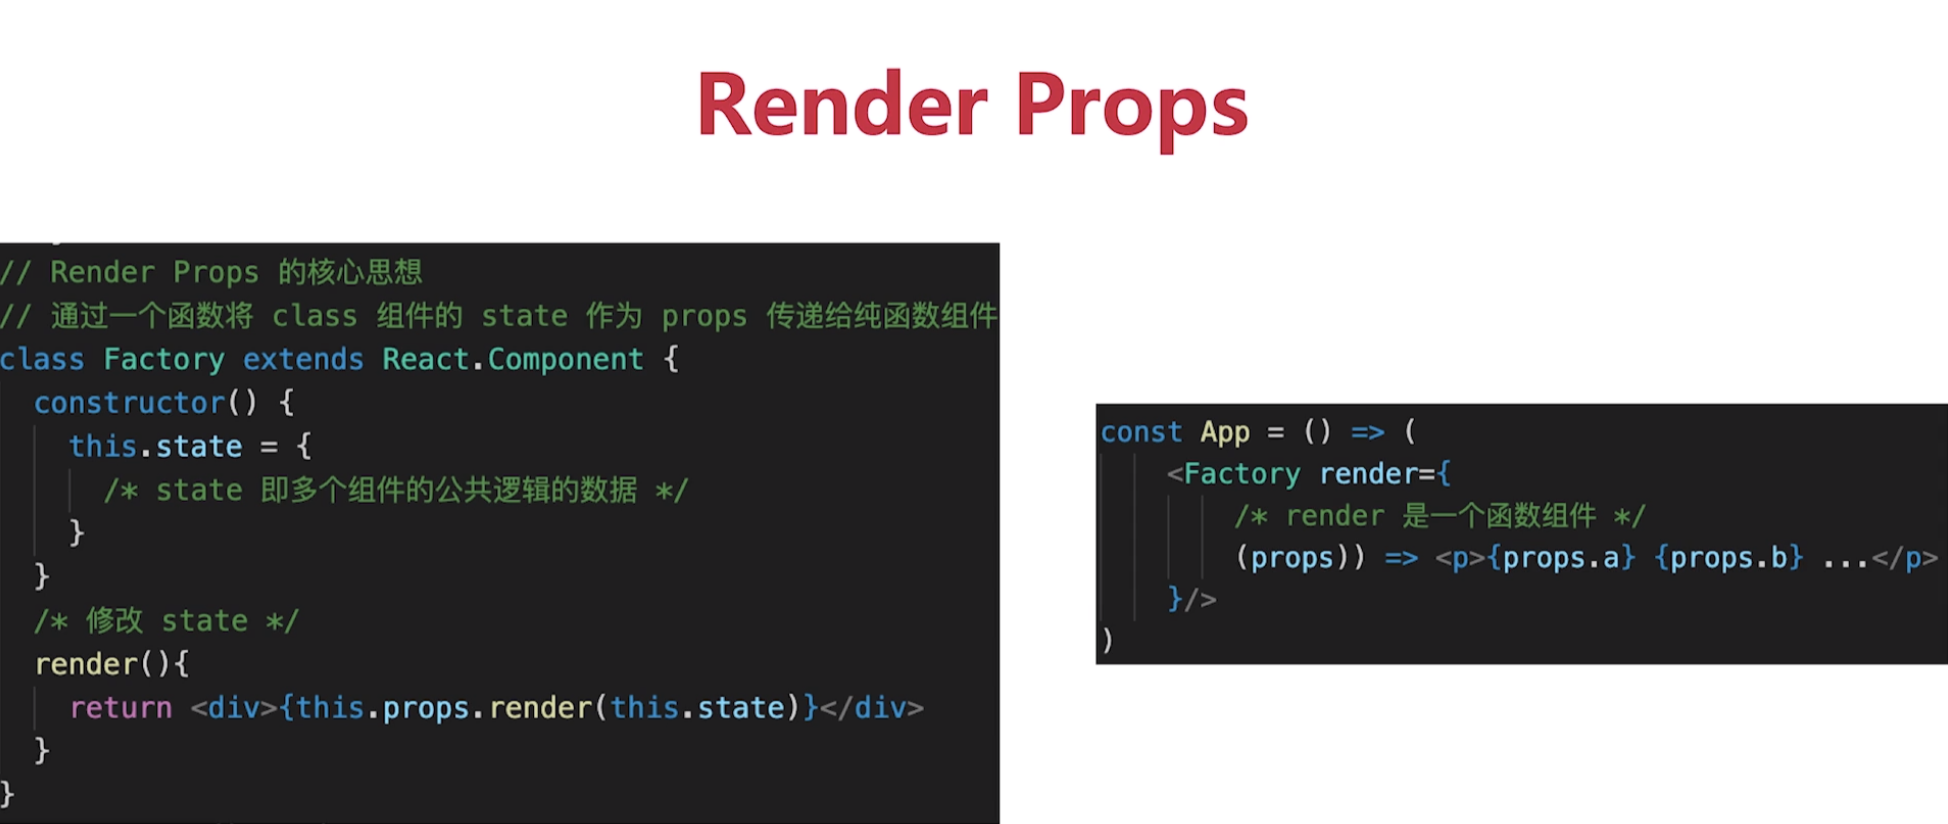 Render Props
// Render Props 的核心思想
// 通过一个函数将 class 组件的 state 作为 props 传递给纯函数组件
class Factory extends React.Component {
constructor() {
this.state = {
/* state 即多个组件的公共逻辑的数据 */
}
}
/* 修改 state */
render(){
return <div>{this.props.render(this.state)}</div>
}
}
const App = () => (
<Factory render={
/* render 是一个函数组件 */
(props)) => <p>{props.a} {props.b} ...</p>
}/>
)